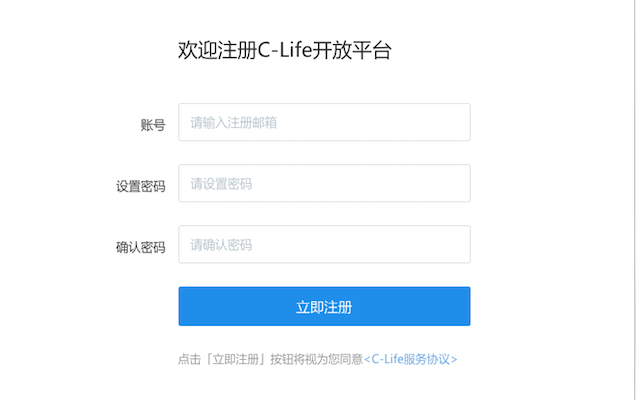 欢迎注册C-Life开放平台
账号 请输入注册邮箱
设置密码 请设置密码
确认密码 请确认密码
立即注册
点击「立即注册」按钮将视为您同意<C-Life服务协议>